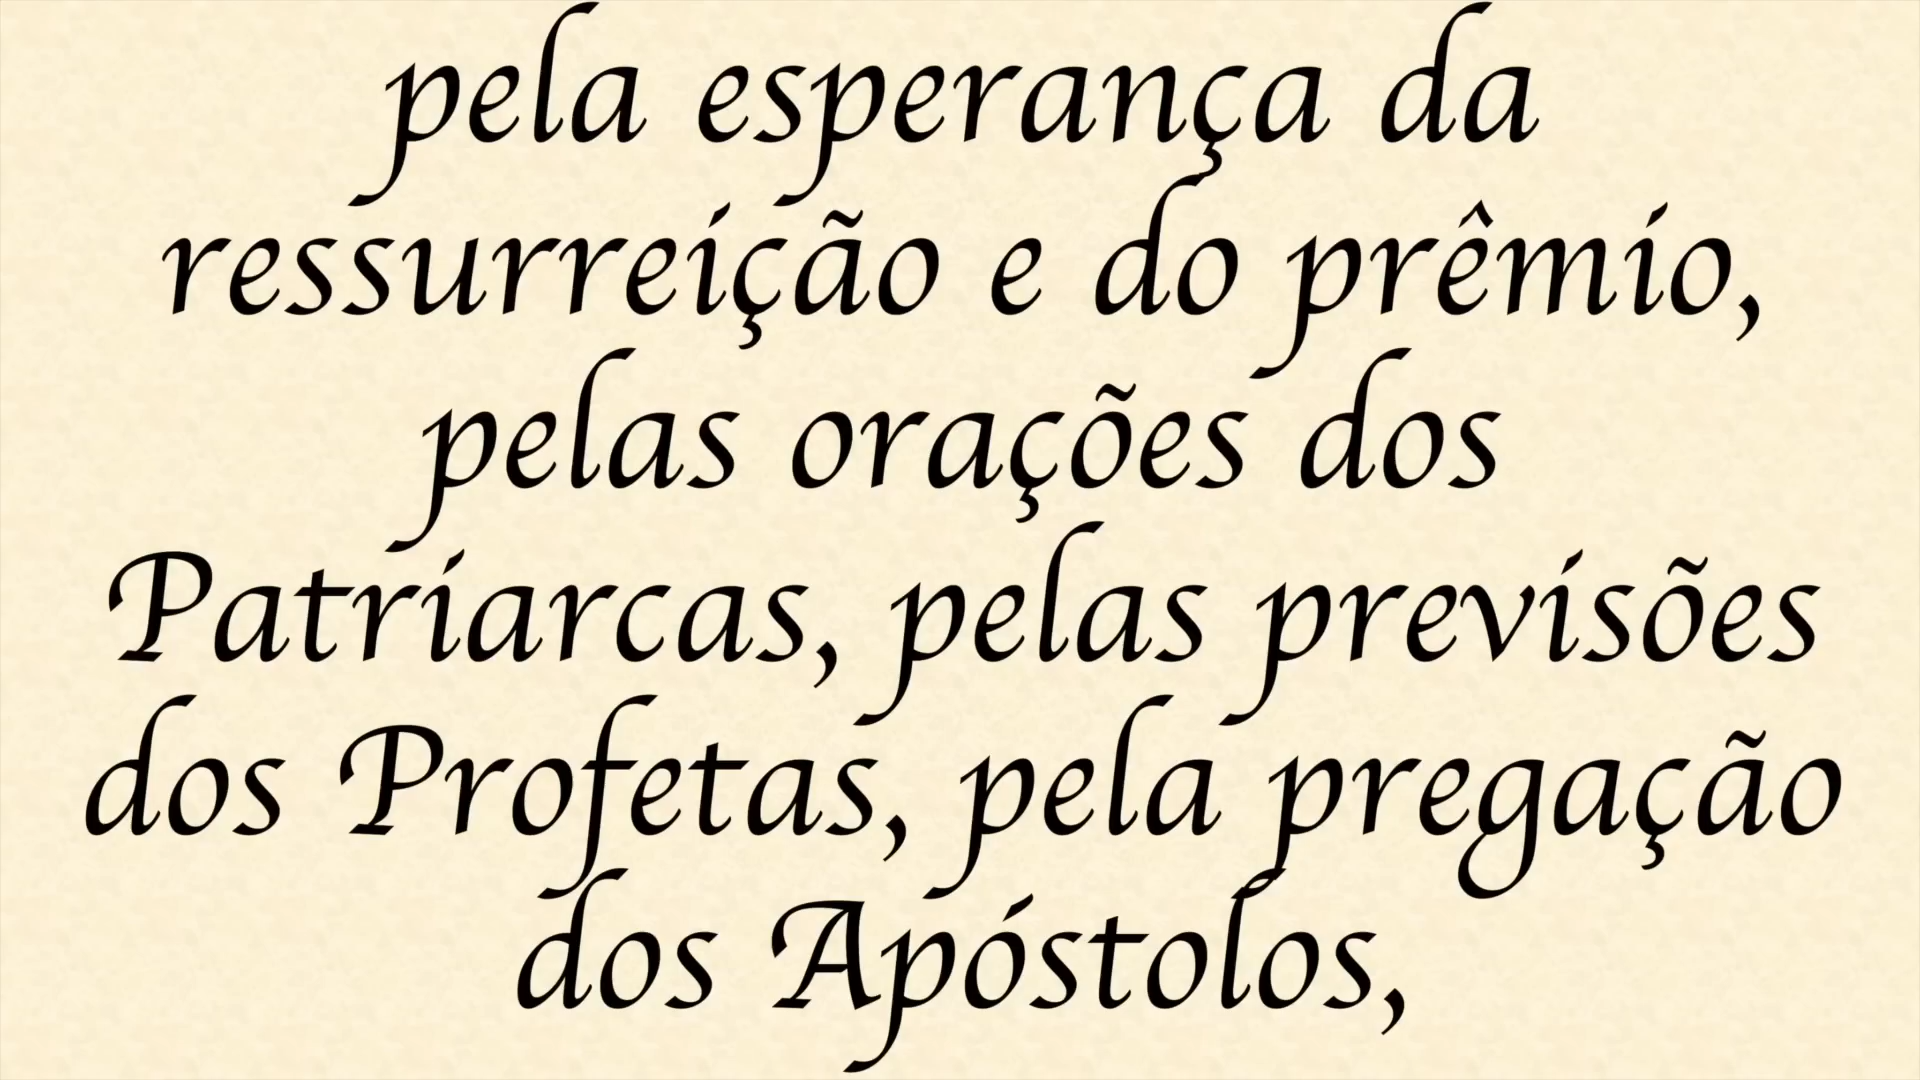 pela esperança da
ressurreição e do prêmio,
pelas orações dos
Patriarcas, pelas previsões
dos Profetas, pela pregação
dos Apóstolos,